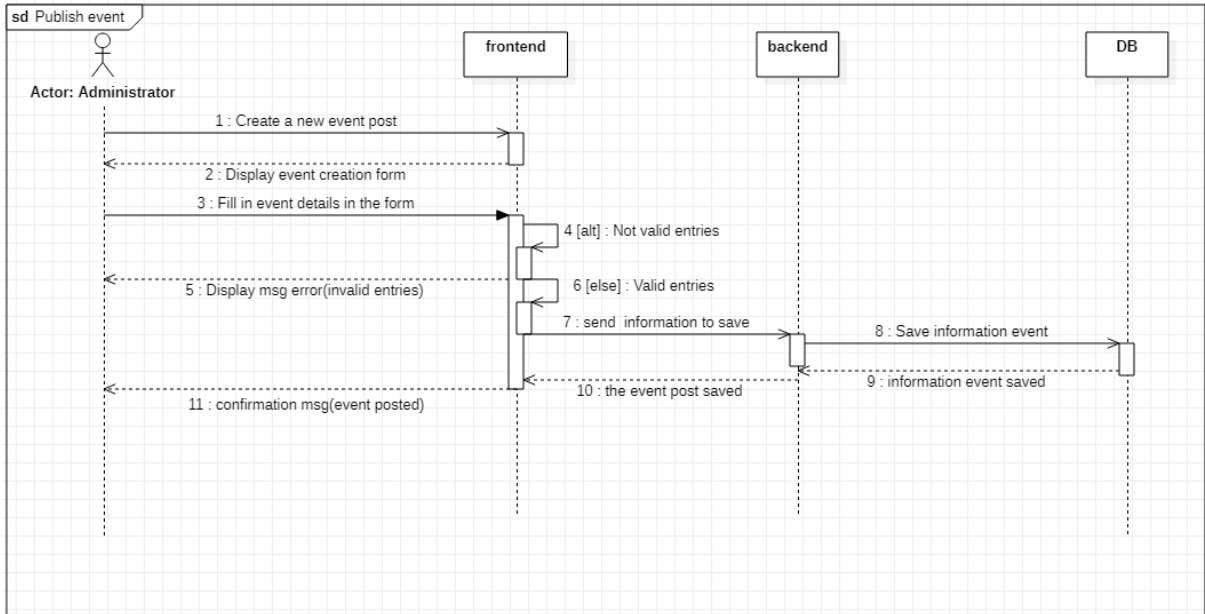 sd Publish event
frontend
backend
DB
Actor: Administrator
1 : Create a new event post
2 : Display event creation form
3 : Fill in event details in the form
4 [alt] : Not valid entries
5 : Display msg error(invalid entries)
6 [else] : Valid entries
7 : send  information to save
8 : Save information event
9 : information event saved
10 : the event post saved
11 : confirmation msg(event posted)